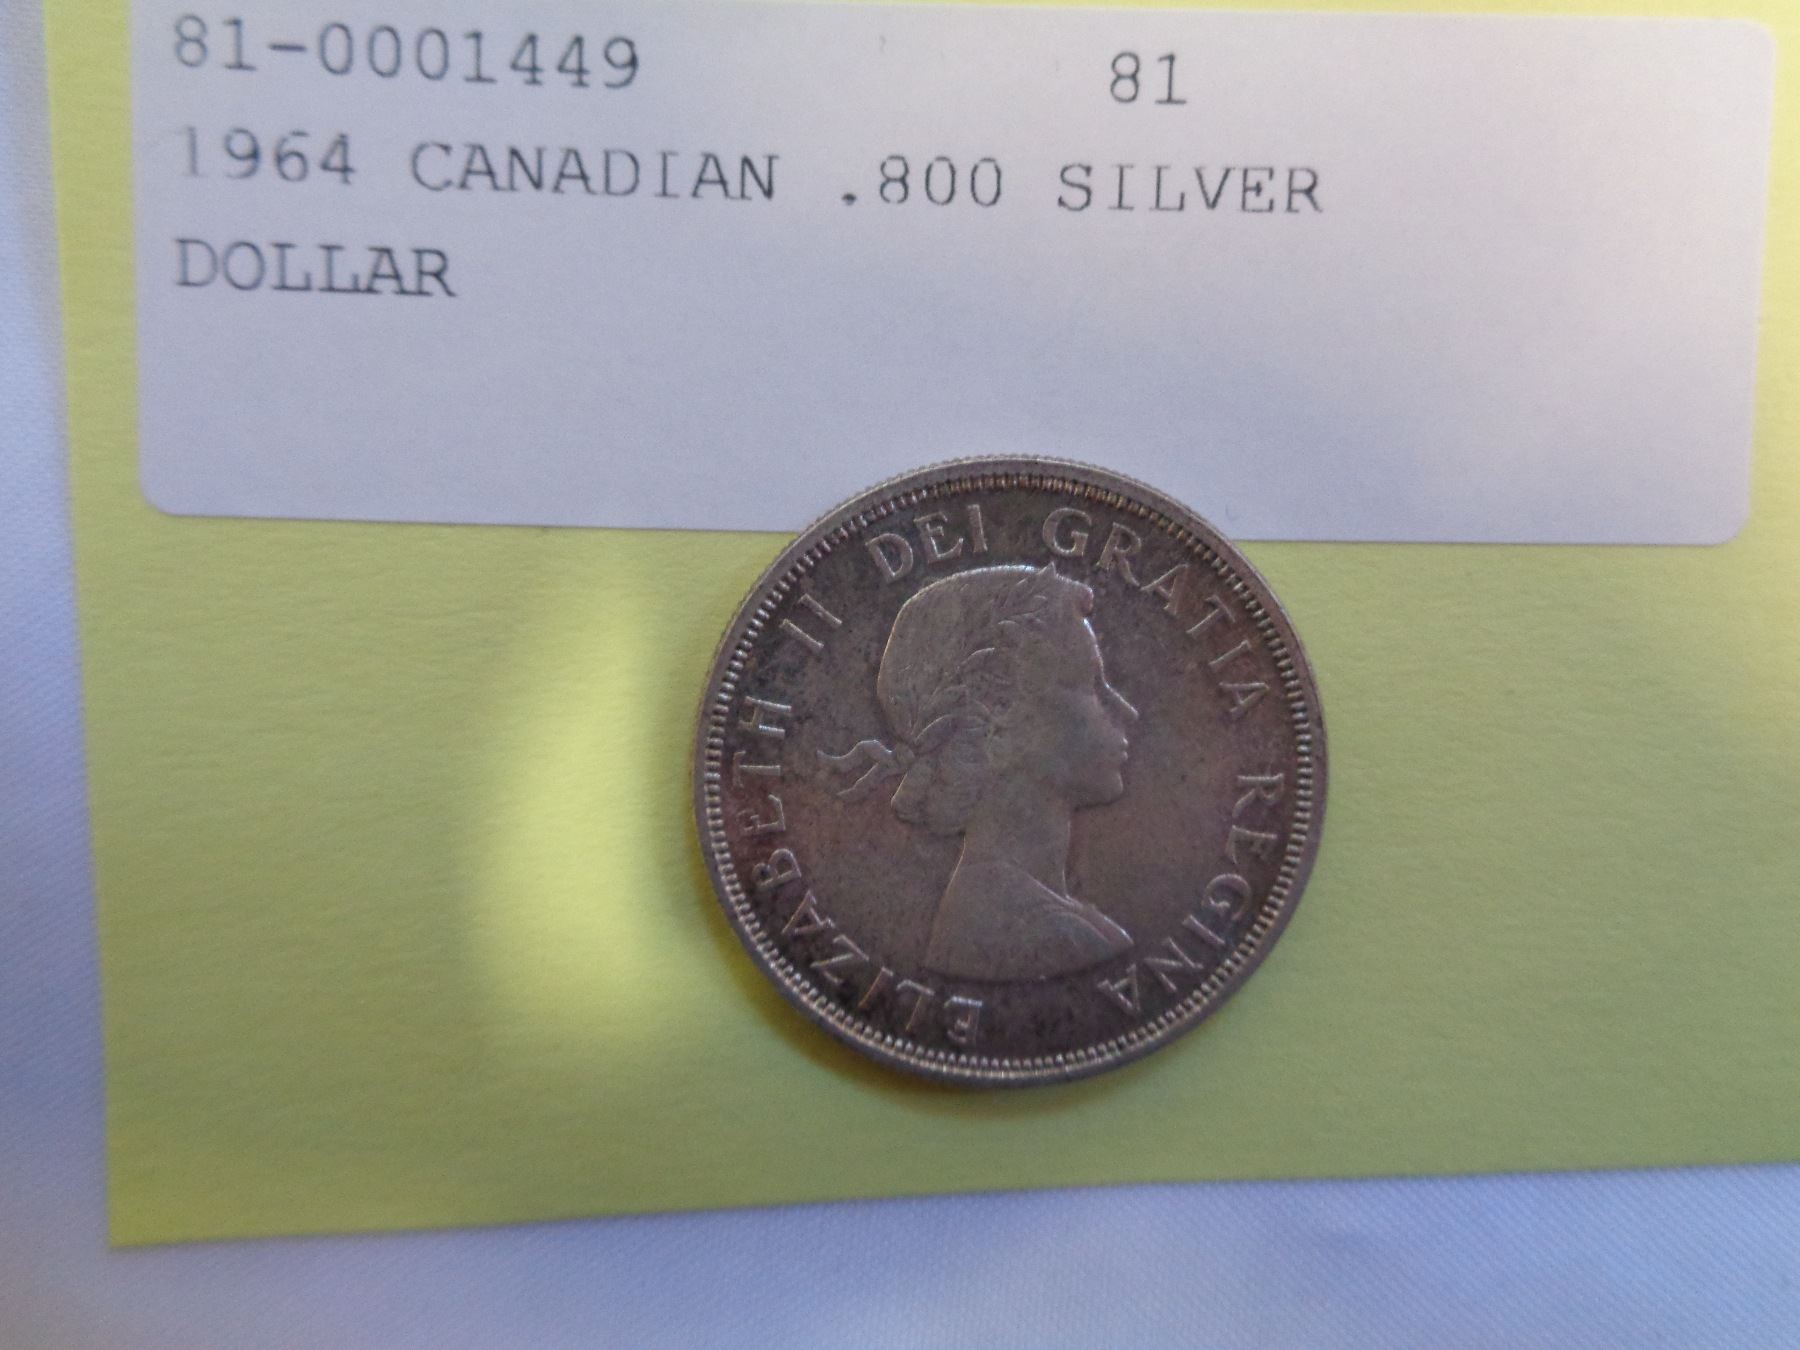 81-0001449 81
1964 CANADIAN .800 SILVER
DOLLAR
ELIZABETH II DEI GRATIA REGINA